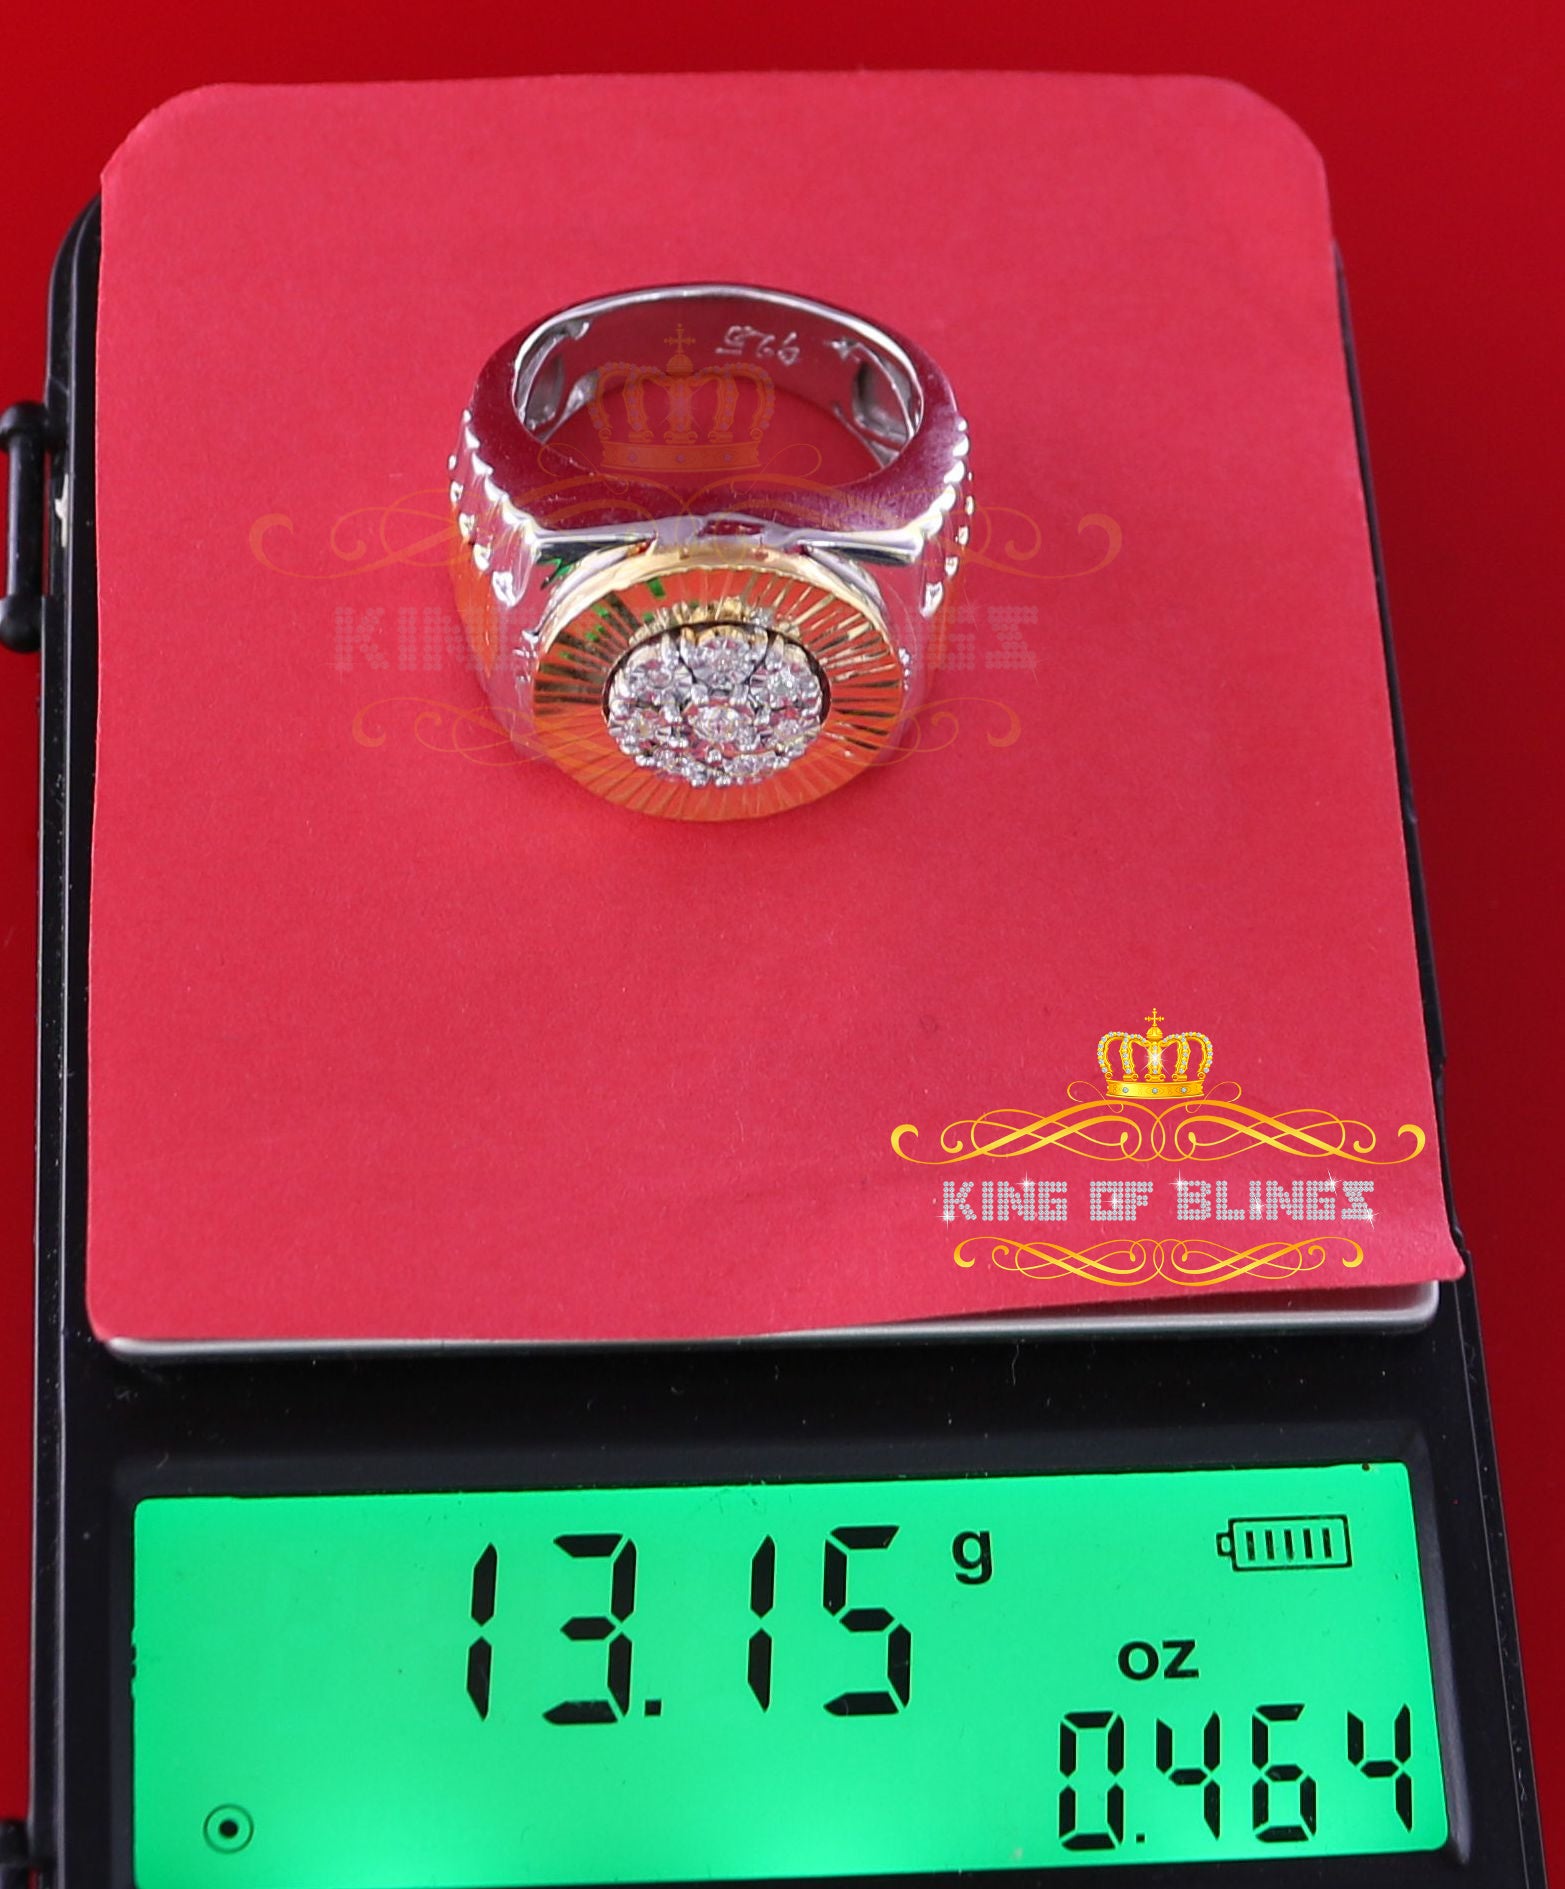 925
KING OF BLINGS
KING OF BLINGS
13.15 g
oz
0.464